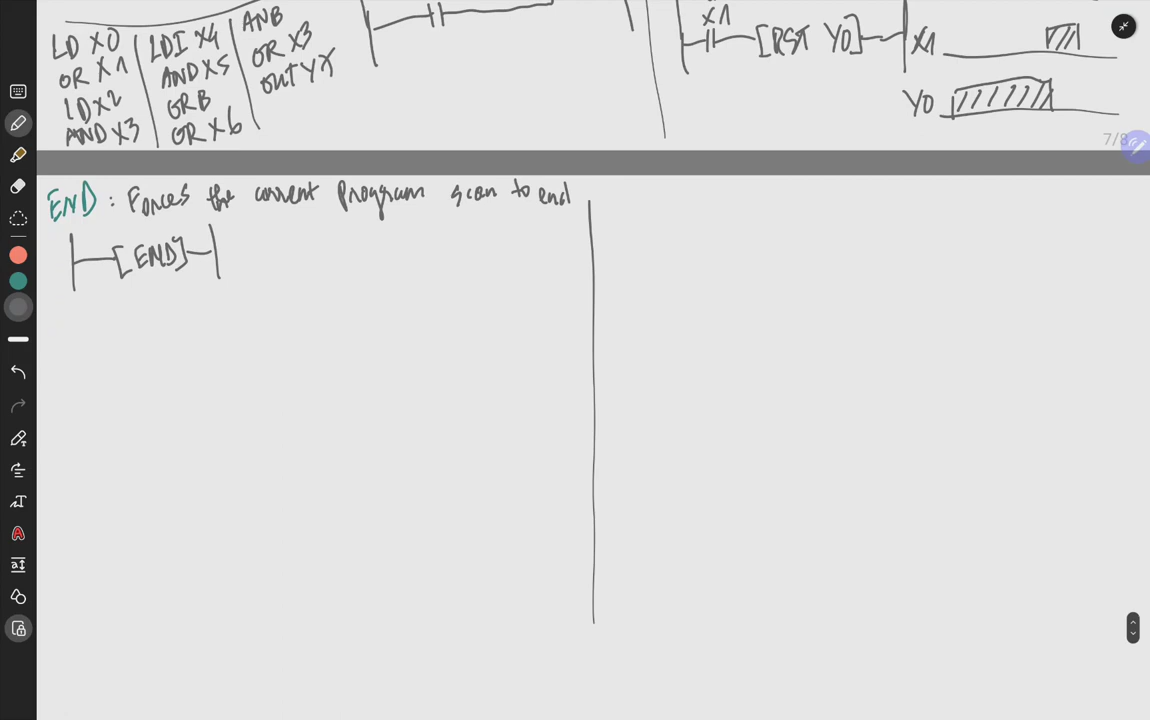 LD X0
OR X1
LD X2
AND X3
LDI X4
AND X5
ORB
OR X6
ANB
OR X3
OUT Y7
X1
[RST Y0]
X1
Y0
7/8
END : Forces the current Program scan to end
[END]